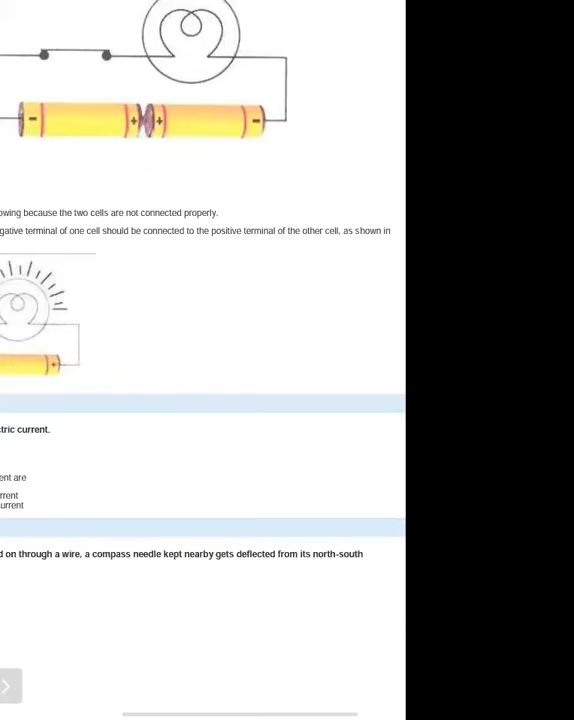 - + + -
owing because the two cells are not connected properly.
gative terminal of one cell should be connected to the positive terminal of the other cell, as shown in
+
tric current.
ent are
rrent
urrent
d on through a wire, a compass needle kept nearby gets deflected from its north-south